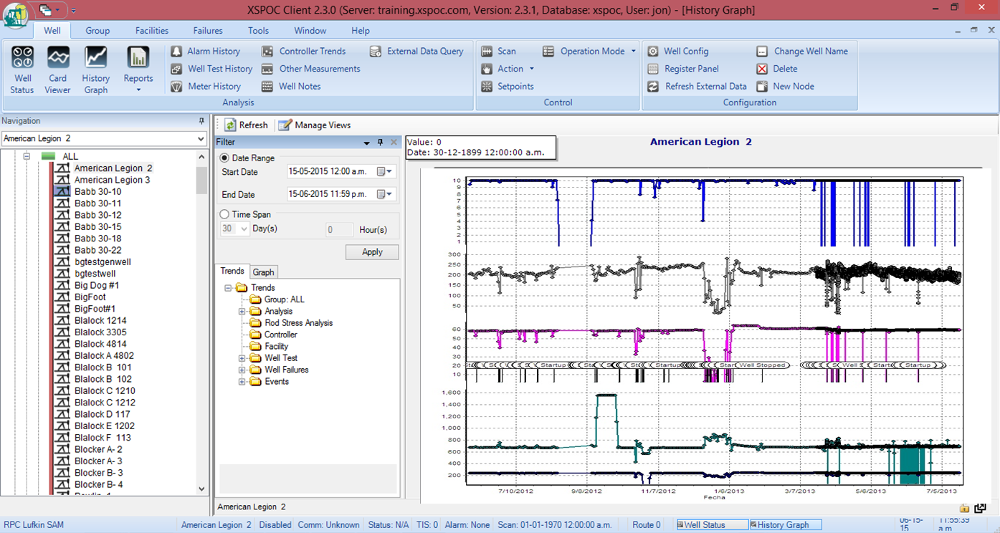 XSPOC Client 2.3.0 (Server: training.xspoc.com, Version: 2.3.1, Database: xspoc, User: jon) - [History Graph]
Well Group Facilities Failures Tools Window Help
Well Status
Card Viewer
History Graph
Reports
Alarm History
Well Test History
Meter History
Controller Trends
Other Measurements
Well Notes
External Data Query
Analysis
Scan
Action
Setpoints
Operation Mode
Control
Well Config
Register Panel
Refresh External Data
Change Well Name
Delete
New Node
Configuration
Navigation
American Legion 2
ALL
American Legion 2
American Legion 3
Babb 30-10
Babb 30-11
Babb 30-12
Babb 30-15
Babb 30-18
Babb 30-22
bgtestgenwell
bgtestwell
Big Dog #1
BigFoot
BigFoot#1
Blalock 1214
Blalock 3305
Blalock 4814
Blalock A 4802
Blalock B 101
Blalock B 102
Blalock C 1210
Blalock C 1212
Blalock D 117
Blalock E 1202
Blalock F 113
Blocker A- 2
Blocker A- 3
Blocker B- 3
Blocker B- 4
Refresh Manage Views
Filter
Date Range
Start Date 15-05-2015 12:00 a.m.
End Date 15-06-2015 11:59 p.m.
Time Span
30 Day(s) 0 Hour(s)
Apply
Trends Graph
Trends
Group: ALL
Analysis
Rod Stress Analysis
Controller
Facility
Well Test
Well Failures
Events
American Legion 2
Value: 0
Date: 30-12-1899 12:00:00 a.m.
American Legion 2
10
9
8
7
6
5
4
3
2
1
300
250
200
150
100
50
60
50
40
30
20
10
Startup Startup Start Well Stopped Well S Start Startup
1,600
1,400
1,200
1,000
800
600
400
200
7/10/2012 9/8/2012 11/7/2012 1/6/2013 3/7/2013 5/6/2013 7/5/2013
Fecha
RPC Lufkin SAM American Legion 2 Disabled Comm: Unknown Status: N/A TIS: 0 Alarm: None Scan: 01-01-1970 12:00:00 a.m. Route 0 Well Status History Graph 06-15-15 11:55:39 a.m